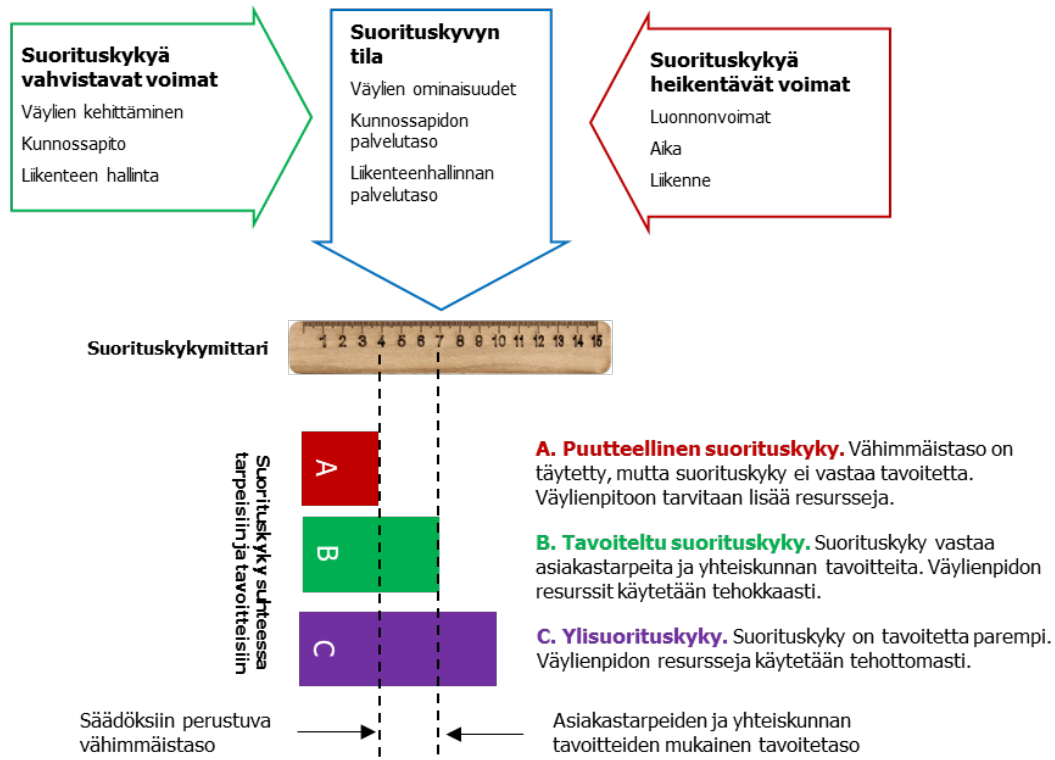 Suorituskykyä
vahvistavat voimat
Väylien kehittäminen
Kunnossapito
Liikenteen hallinta
Suorituskyvyn
tila
Väylien ominaisuudet
Kunnossapidon
palvelutaso
Liikenteenhallinnan
palvelutaso
Suorituskykyä
heikentävät voimat
Luonnonvoimat
Aika
Liikenne
Suorituskykymittari
1 2 3 4 5 6 7 8 9 10 11 12 13 14 15
Suorituskyky suhteessa
tarpeisiin ja tavoitteisiin
A
B
C
A. Puutteellinen suorituskyky. Vähimmäistaso on
täytetty, mutta suorituskyky ei vastaa tavoitetta.
Väylienpitoon tarvitaan lisää resursseja.
B. Tavoiteltu suorituskyky. Suorituskyky vastaa
asiakastarpeita ja yhteiskunnan tavoitteita. Väylienpidon
resurssit käytetään tehokkaasti.
C. Ylisuorituskyky. Suorituskyky on tavoitetta parempi.
Väylienpidon resursseja käytetään tehottomasti.
Säädöksiin perustuva
vähimmäistaso
Asiakastarpeiden ja yhteiskunnan
tavoitteiden mukainen tavoitetaso